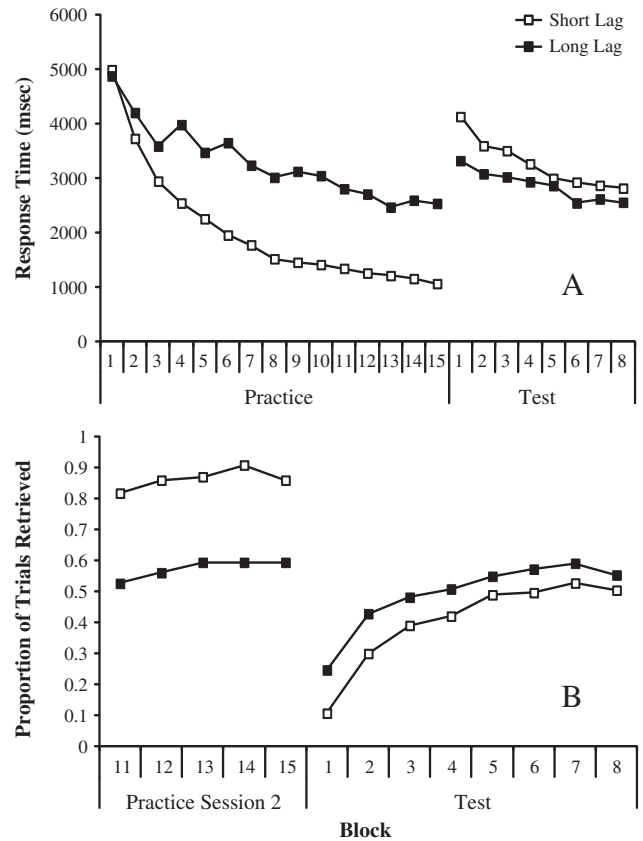 6000
5000
4000
3000
2000
1000
0
Response Time (msec)
Short Lag
Long Lag
A
1 2 3 4 5 6 7 8 9 10 11 12 13 14 15 1 2 3 4 5 6 7 8
Practice Test
1
0.9
0.8
0.7
0.6
0.5
0.4
0.3
0.2
0.1
0
Proportion of Trials Retrieved
B
11 12 13 14 15 1 2 3 4 5 6 7 8
Practice Session 2 Test
Block